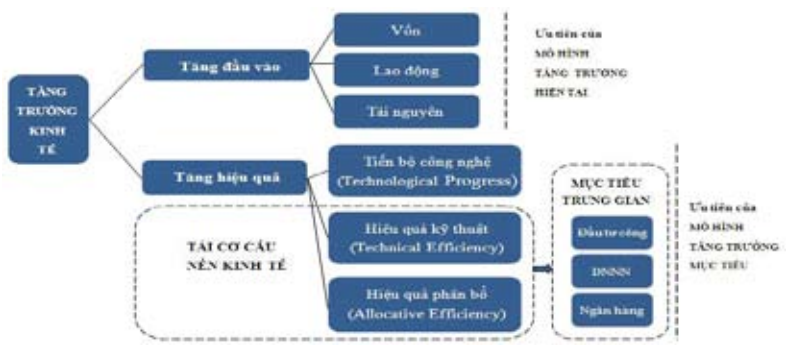 TĂNG
TRƯỞNG
KINH
TẾ
Tăng đầu vào
Vốn
Lao động
Tài nguyên
Ưu tiên của
MÔ HÌNH
TĂNG TRƯỞNG
HIỆN TẠI
Tăng hiệu quả
Tiến bộ công nghệ
(Technological Progress)
TÁI CƠ CẤU
NỀN KINH TẾ
Hiệu quả kỹ thuật
(Technical Efficiency)
Hiệu quả phân bổ
(Allocative Efficiency)
MỤC TIÊU
TRUNG GIAN
Đầu tư công
DNNN
Ngân hàng
Ưu tiên của
MÔ HÌNH
TĂNG TRƯỞNG
MỤC TIÊU